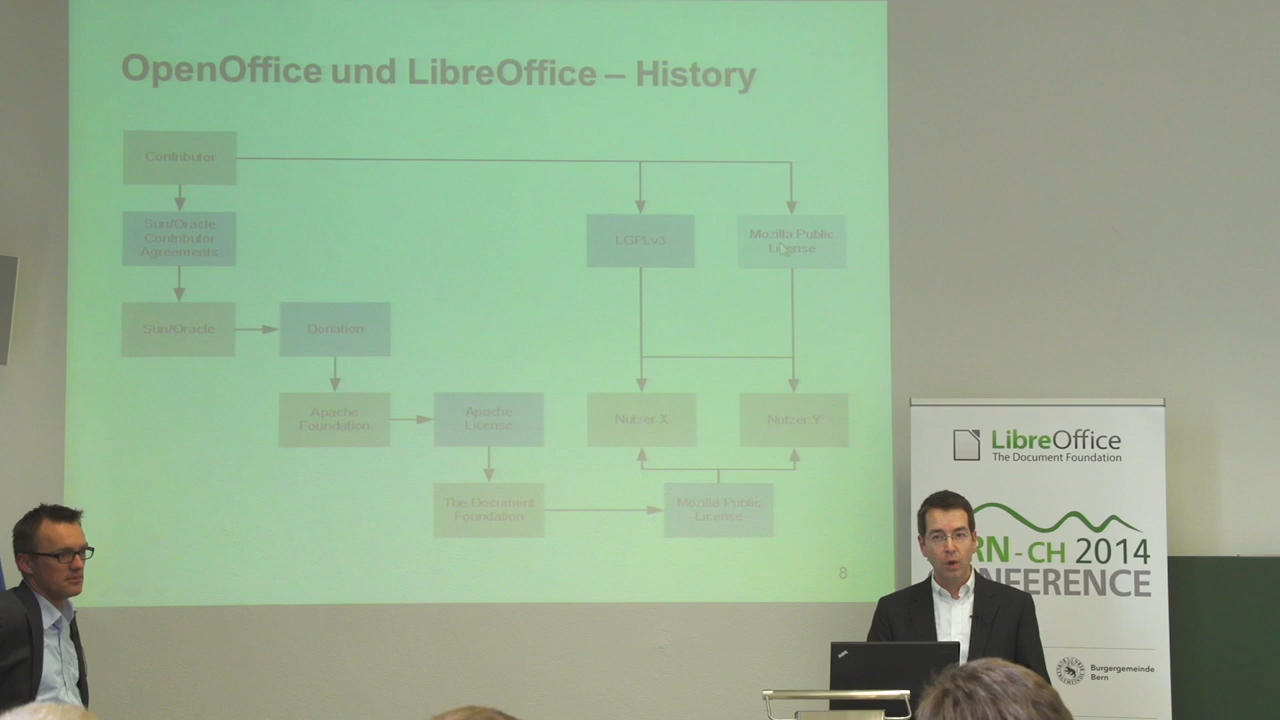 OpenOffice und LibreOffice – History
Contributor
Sun/Oracle
Contributor
Agreements
LGPLv3
Mozilla Public
License
Sun/Oracle
Donation
Apache
Foundation
Apache
License
Nutzer X
Nutzer Y
The Document
Foundation
Mozilla Public
License
8
LibreOffice
The Document Foundation
RN - CH 2014
NFERENCE
Burgergemeinde
Bern